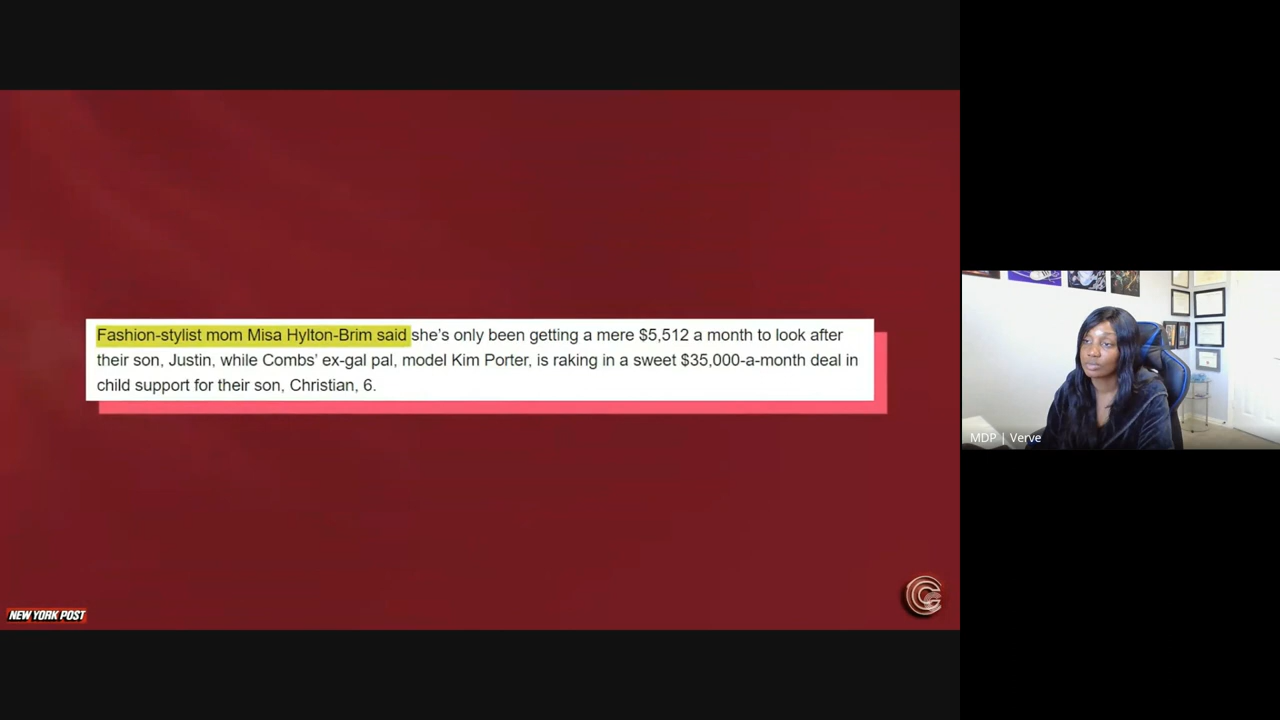 Fashion-stylist mom Misa Hylton-Brim said she's only been getting a mere $5,512 a month to look after
their son, Justin, while Combs' ex-gal pal, model Kim Porter, is raking in a sweet $35,000-a-month deal in
child support for their son, Christian, 6.
MDP | Verve
NEW YORK POST